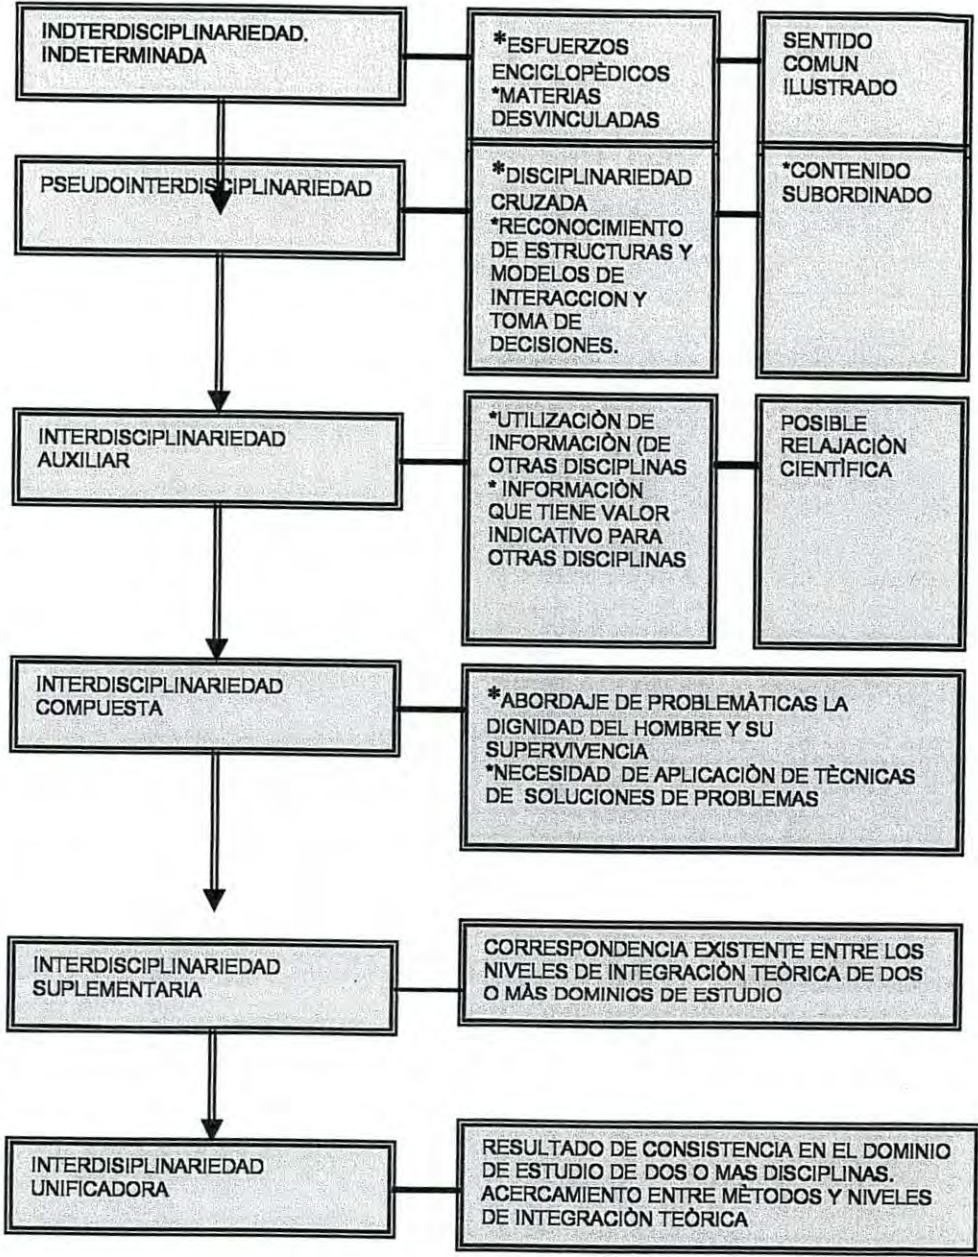 INDTERDISCIPLINARIEDAD.
INDETERMINADA
*ESFUERZOS
ENCICLOPÈDICOS
*MATERIAS
DESVINCULADAS
SENTIDO
COMUN
ILUSTRADO
PSEUDOINTERDISCIPLINARIEDAD
*DISCIPLINARIEDAD
CRUZADA
*RECONOCIMIENTO
DE ESTRUCTURAS Y
MODELOS DE
INTERACCION Y
TOMA DE
DECISIONES.
*CONTENIDO
SUBORDINADO
INTERDISCIPLINARIEDAD
AUXILIAR
*UTILIZACIÒN DE
INFORMACIÒN (DE
OTRAS DISCIPLINAS
* INFORMACIÒN
QUE TIENE VALOR
INDICATIVO PARA
OTRAS DISCIPLINAS
POSIBLE
RELAJACIÒN
CIENTÌFICA
INTERDISCIPLINARIEDAD
COMPUESTA
*ABORDAJE DE PROBLEMÀTICAS LA
DIGNIDAD DEL HOMBRE Y SU
SUPERVIVENCIA
*NECESIDAD DE APLICACIÒN DE TÈCNICAS
DE SOLUCIONES DE PROBLEMAS
INTERDISCIPLINARIEDAD
SUPLEMENTARIA
CORRESPONDENCIA EXISTENTE ENTRE LOS
NIVELES DE INTEGRACIÒN TEÒRICA DE DOS
O MÀS DOMINIOS DE ESTUDIO
INTERDISIPLINARIEDAD
UNIFICADORA
RESULTADO DE CONSISTENCIA EN EL DOMINIO
DE ESTUDIO DE DOS O MAS DISCIPLINAS.
ACERCAMIENTO ENTRE MÈTODOS Y NIVELES
DE INTEGRACIÒN TEÒRICA